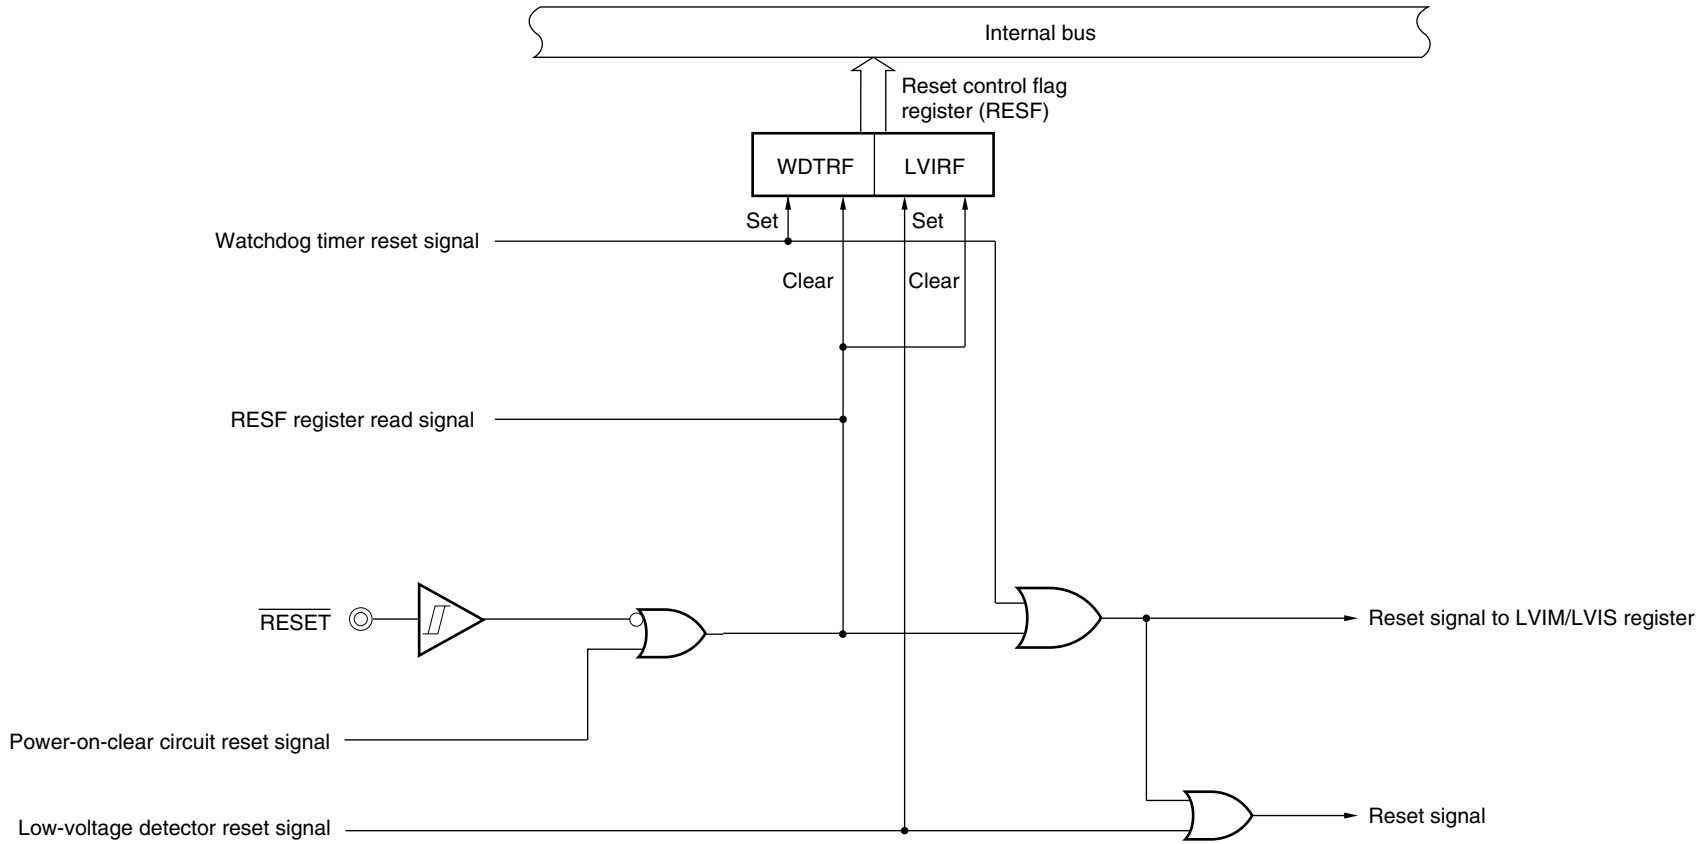 Internal bus
Reset control flag
register (RESF)
WDTRF
LVIRF
Set
Set
Watchdog timer reset signal
Clear
Clear
RESF register read signal
RESET
Reset signal to LVIM/LVIS register
Power-on-clear circuit reset signal
Low-voltage detector reset signal
Reset signal